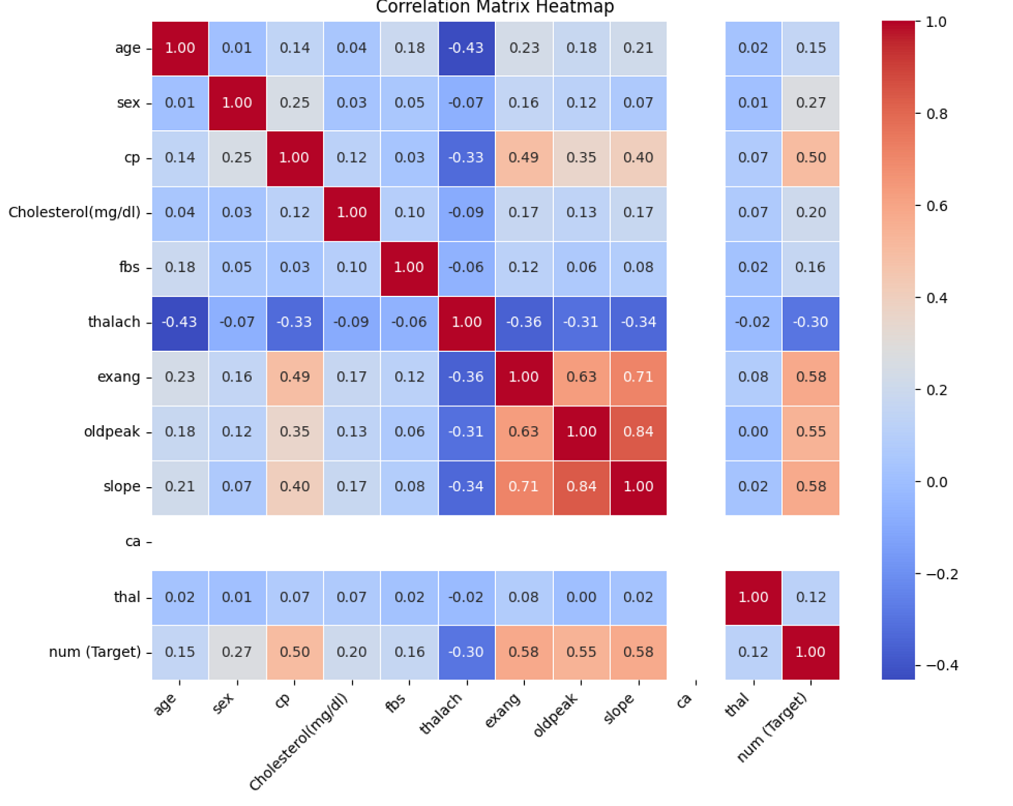 Correlation Matrix Heatmap
age 1.00 0.01 0.14 0.04 0.18 -0.43 0.23 0.18 0.21 0.02 0.15
sex 0.01 1.00 0.25 0.03 0.05 -0.07 0.16 0.12 0.07 0.01 0.27
cp 0.14 0.25 1.00 0.12 0.03 -0.33 0.49 0.35 0.40 0.07 0.50
Cholesterol(mg/dl) 0.04 0.03 0.12 1.00 0.10 -0.09 0.17 0.13 0.17 0.07 0.20
fbs 0.18 0.05 0.03 0.10 1.00 -0.06 0.12 0.06 0.08 0.02 0.16
thalach -0.43 -0.07 -0.33 -0.09 -0.06 1.00 -0.36 -0.31 -0.34 -0.02 -0.30
exang 0.23 0.16 0.49 0.17 0.12 -0.36 1.00 0.63 0.71 0.08 0.58
oldpeak 0.18 0.12 0.35 0.13 0.06 -0.31 0.63 1.00 0.84 0.00 0.55
slope 0.21 0.07 0.40 0.17 0.08 -0.34 0.71 0.84 1.00 0.02 0.58
ca
thal 0.02 0.01 0.07 0.07 0.02 -0.02 0.08 0.00 0.02 1.00 0.12
num (Target) 0.15 0.27 0.50 0.20 0.16 -0.30 0.58 0.55 0.58 0.12 1.00
age sex cp Cholesterol(mg/dl) fbs thalach exang oldpeak slope ca thal num (Target)
1.0
0.8
0.6
0.4
0.2
0.0
−0.2
−0.4